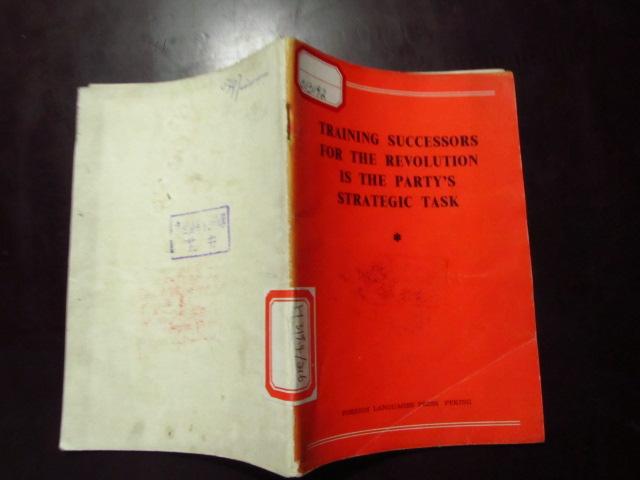 TRAINING SUCCESSORS
FOR THE REVOLUTION
IS THE PARTY'S
STRATEGIC TASK
*
FOREIGN LANGUAGES PRESS PEKING